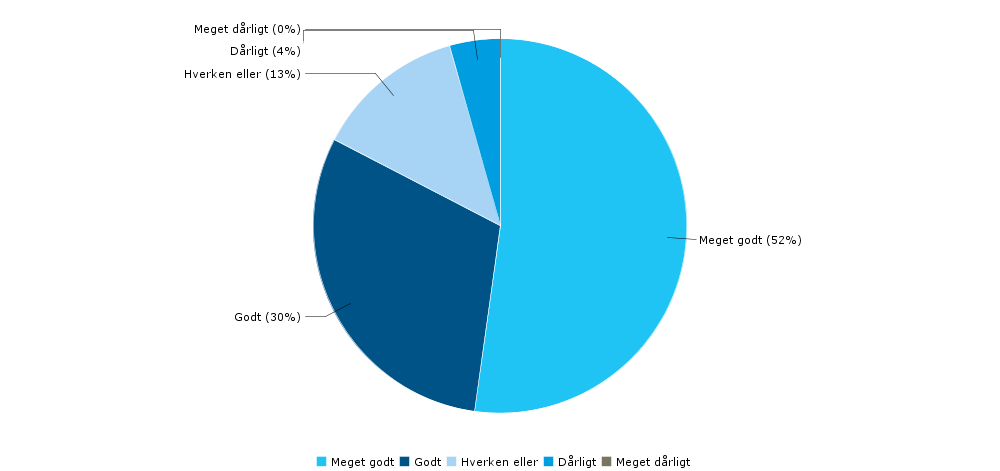 Meget dårligt (0%)
Dårligt (4%)
Hverken eller (13%)
Meget godt (52%)
Godt (30%)
Meget godt Godt Hverken eller Dårligt Meget dårligt